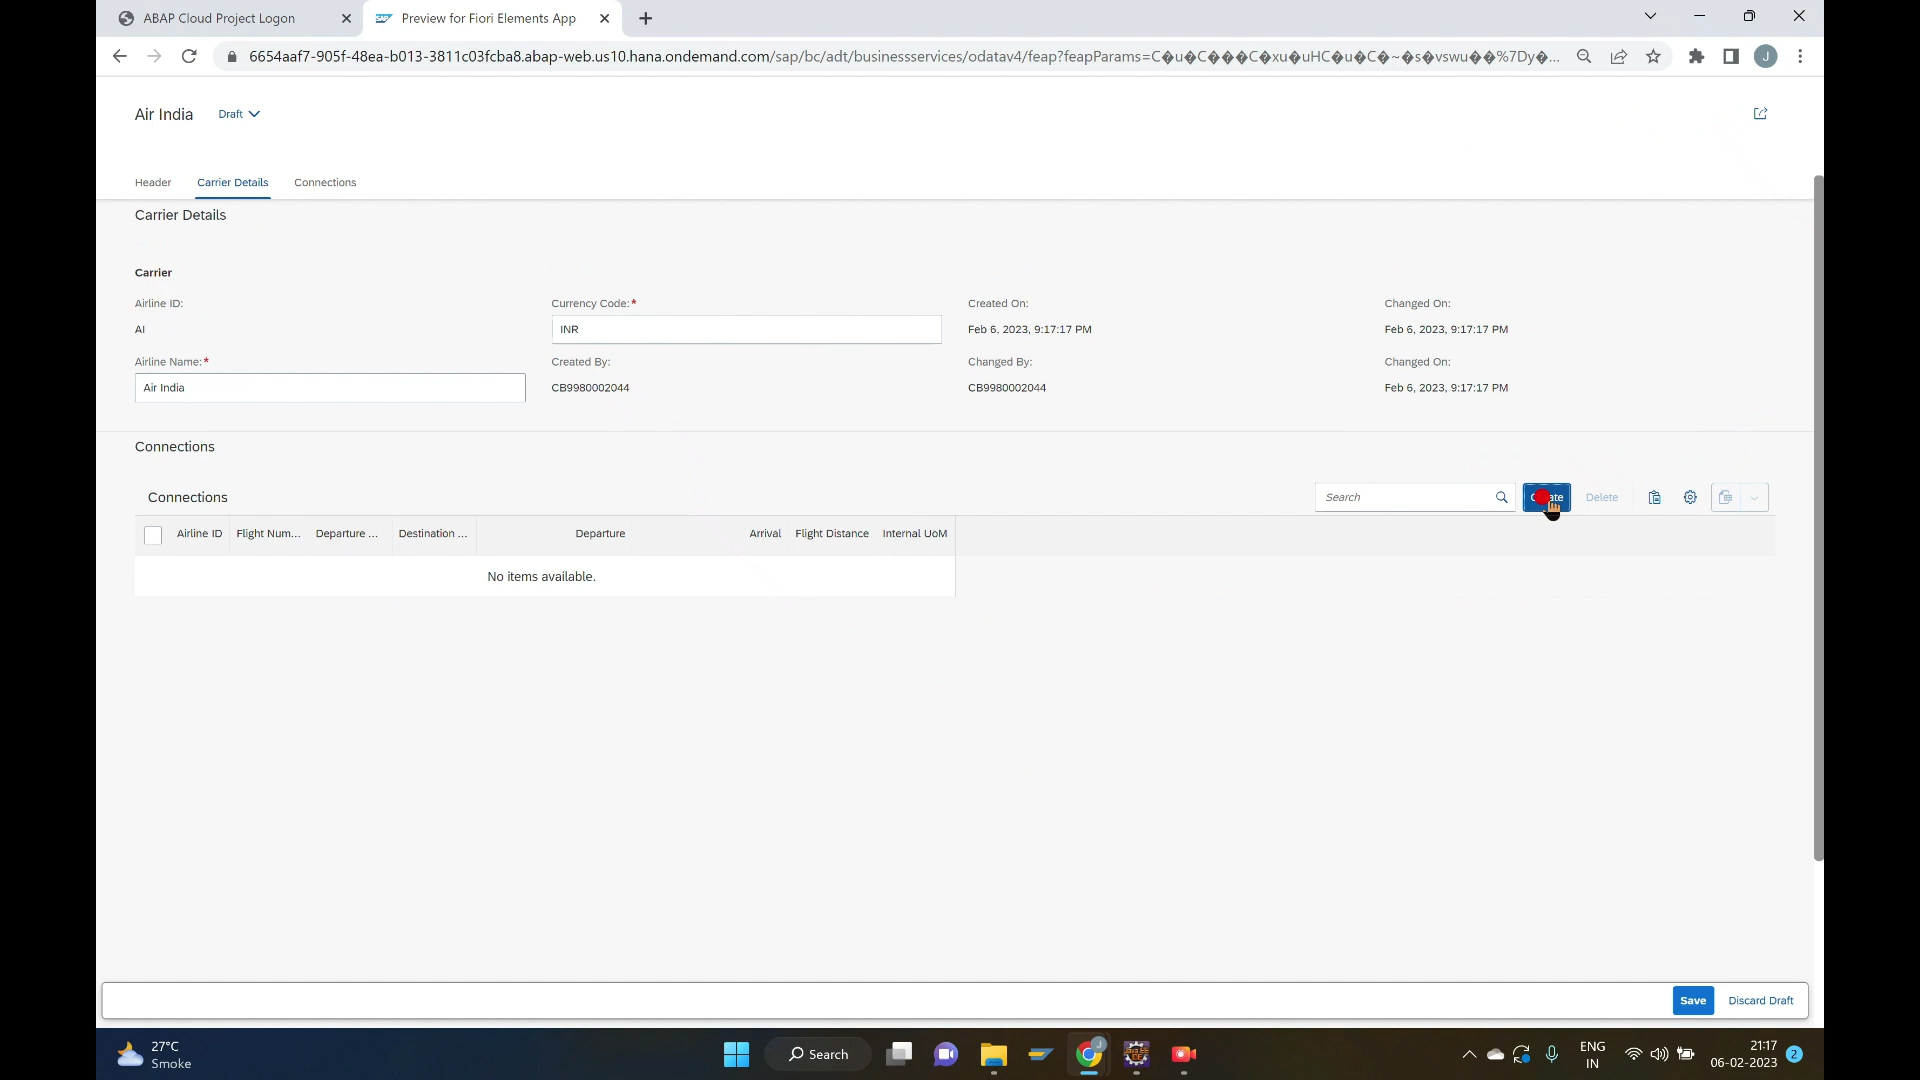 ABAP Cloud Project Logon
Preview for Fiori Elements App
6654aaf7-905f-48ea-b013-3811c03fcba8.abap-web.us10.hana.ondemand.com/sap/bc/adt/businessservices/odatav4/feap?feapParams=C�u�C���C�xu�uHC�u�C�~�s�vswu��%7Dy�...
J
Air India Draft
Header Carrier Details Connections
Carrier Details
Carrier
Airline ID: Currency Code:* Created On: Changed On:
AI INR Feb 6, 2023, 9:17:17 PM Feb 6, 2023, 9:17:17 PM
Airline Name:* Created By: Changed By: Changed On:
Air India CB9980002044 CB9980002044 Feb 6, 2023, 9:17:17 PM
Connections
Connections Search Delete
Airline ID Flight Num... Departure ... Destination ... Departure Arrival Flight Distance Internal UoM
No items available.
Save Discard Draft
27°C
Smoke
Search
ENG
IN
21:17
06-02-2023
2